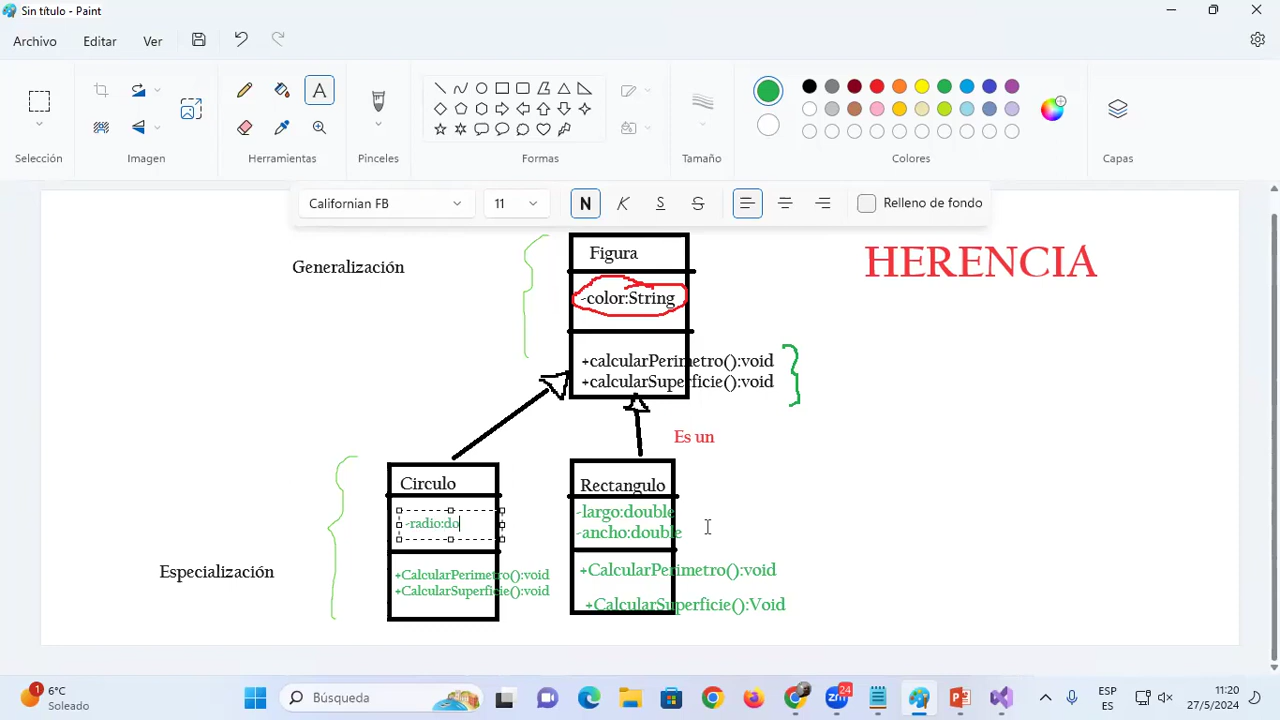 Sin título - Paint
Archivo Editar Ver
A
Selección Imagen Herramientas Pinceles Formas Tamaño Colores Capas
Californian FB 11 N K S S Relleno de fondo
HERENCIA
Generalización
Figura
-color:String
+calcularPerimetro():void
+calcularSuperficie():void
Es un
Especialización
Circulo
-radio:do
+CalcularPerimetro():void
+CalcularSuperficie():void
Rectangulo
-largo:double
-ancho:double
+CalcularPerimetro():void
+CalcularSuperficie():Void
1 6°C
Soleado
Búsqueda
24
ESP
ES
11:20
27/5/2024